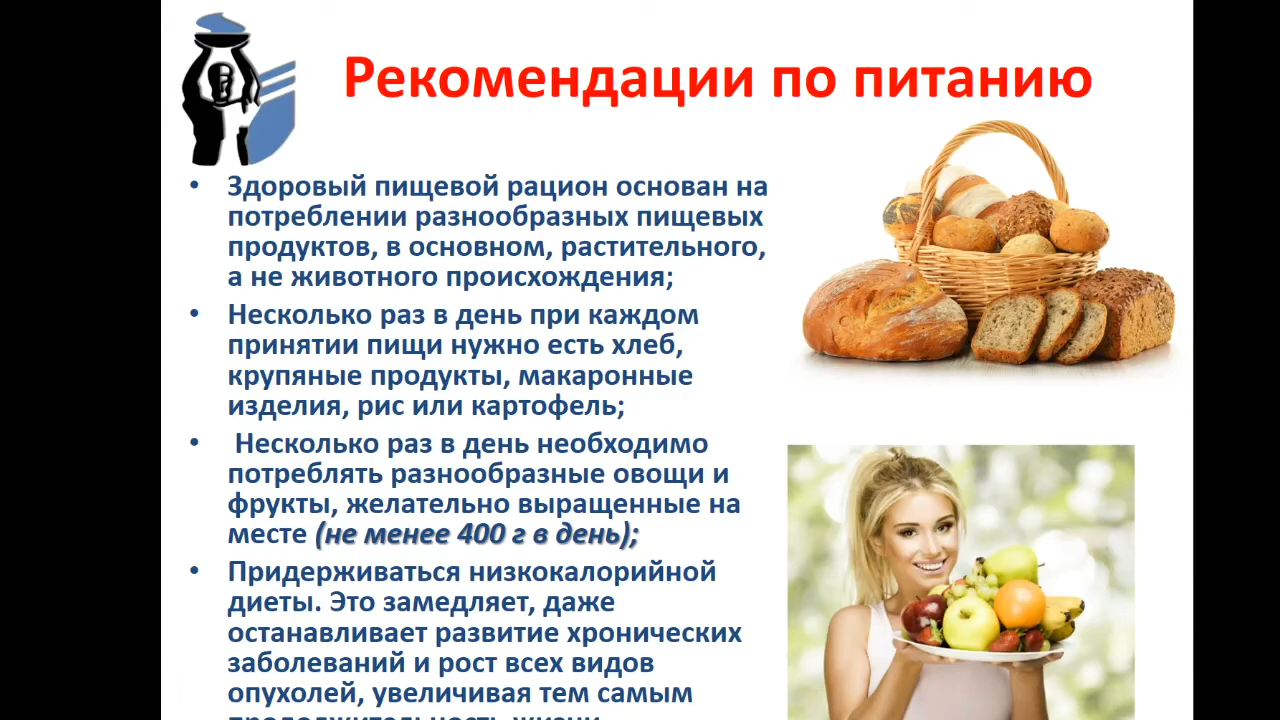 Рекомендации по питанию
• Здоровый пищевой рацион основан на
потреблении разнообразных пищевых
продуктов, в основном, растительного,
а не животного происхождения;
• Несколько раз в день при каждом
принятии пищи нужно есть хлеб,
крупяные продукты, макаронные
изделия, рис или картофель;
• Несколько раз в день необходимо
потреблять разнообразные овощи и
фрукты, желательно выращенные на
месте (не менее 400 г в день);
• Придерживаться низкокалорийной
диеты. Это замедляет, даже
останавливает развитие хронических
заболеваний и рост всех видов
опухолей, увеличивая тем самым
продолжительность жизни